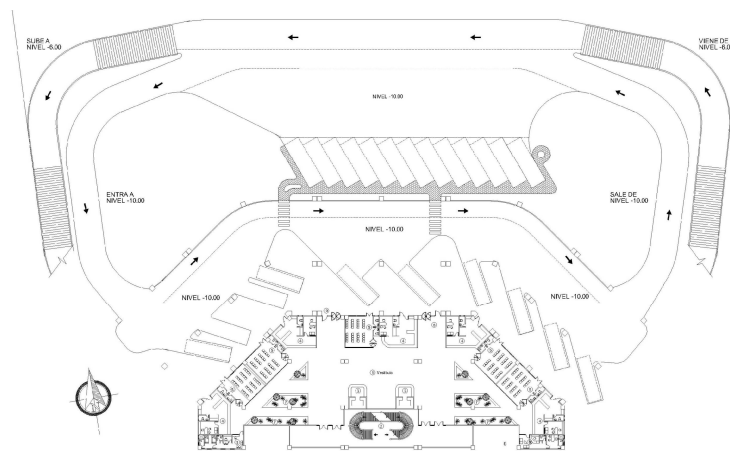 SUBE A
NIVEL -6.00
VIENE DE
NIVEL -6.0
NIVEL -10.00
ENTRA A
NIVEL -10.00
SALE DE
NIVEL -10.00
NIVEL -10.00
NIVEL -10.00
NIVEL -10.00
Vestíbulo